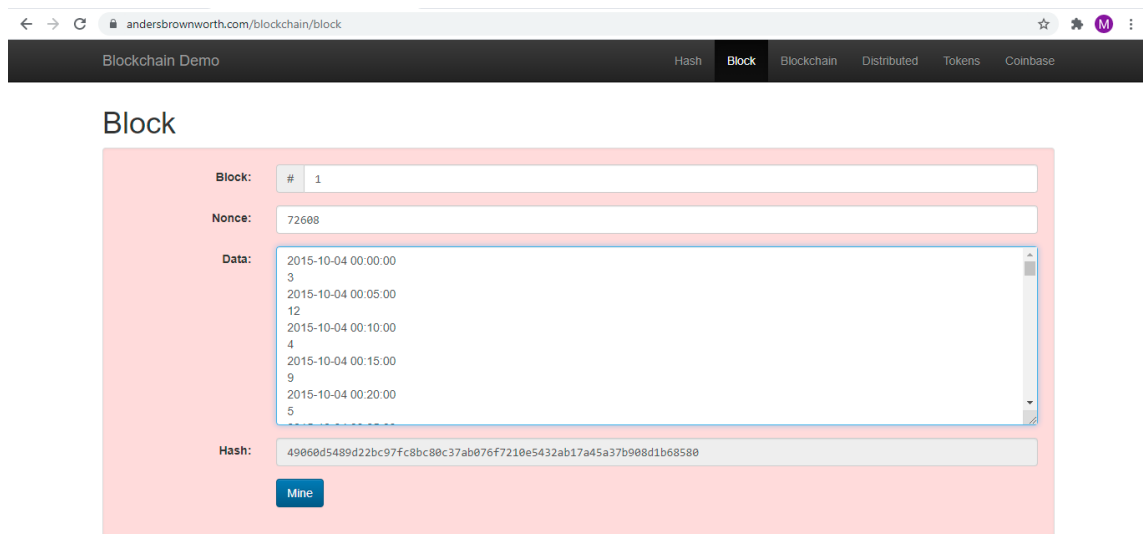 andersbrownworth.com/blockchain/block
M
Blockchain Demo Hash Block Blockchain Distributed Tokens Coinbase
Block
Block: # 1
Nonce: 72608
Data: 2015-10-04 00:00:00
3
2015-10-04 00:05:00
12
2015-10-04 00:10:00
4
2015-10-04 00:15:00
9
2015-10-04 00:20:00
5
Hash: 49060d5489d22bc97fc8bc80c37ab076f7210e5432ab17a45a37b908d1b68580
Mine